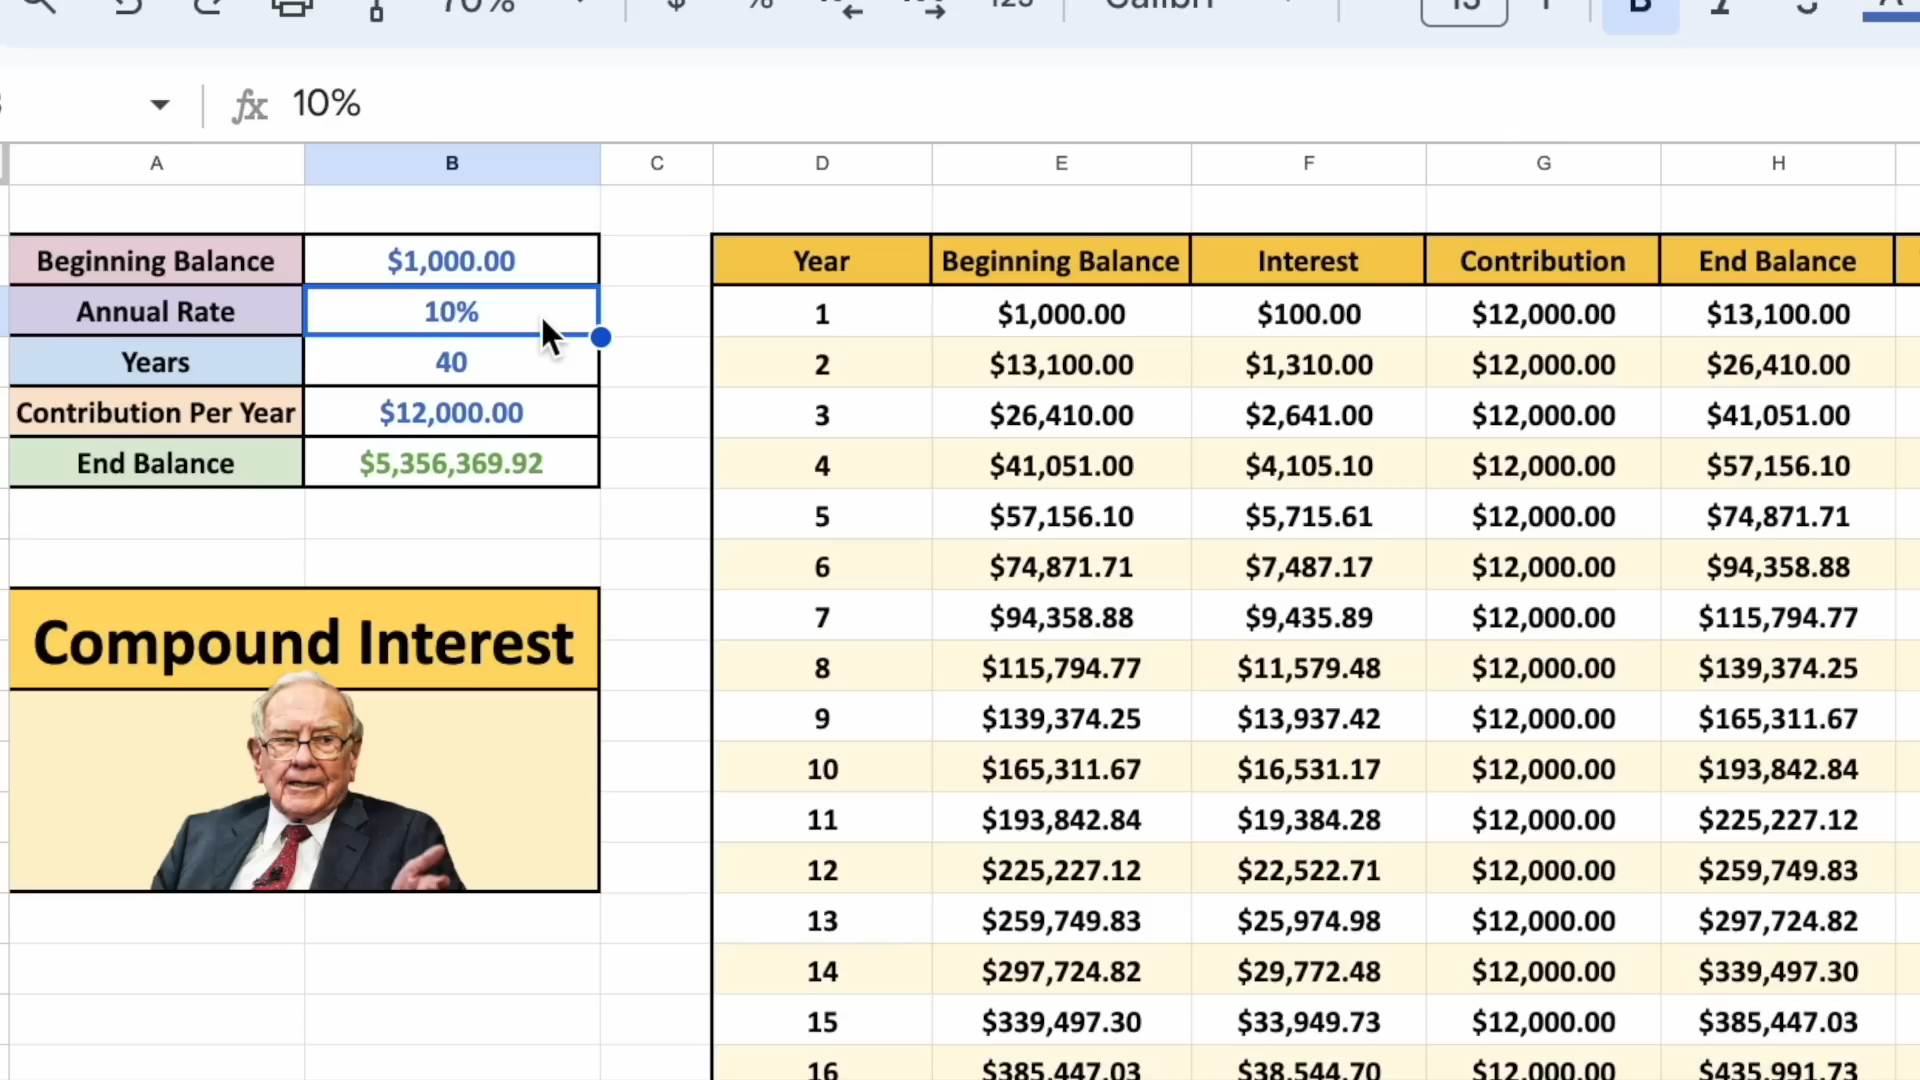 10%
A B C D E F G H
Beginning Balance $1,000.00
Annual Rate 10%
Years 40
Contribution Per Year $12,000.00
End Balance $5,356,369.92
Compound Interest
Year Beginning Balance Interest Contribution End Balance
1 $1,000.00 $100.00 $12,000.00 $13,100.00
2 $13,100.00 $1,310.00 $12,000.00 $26,410.00
3 $26,410.00 $2,641.00 $12,000.00 $41,051.00
4 $41,051.00 $4,105.10 $12,000.00 $57,156.10
5 $57,156.10 $5,715.61 $12,000.00 $74,871.71
6 $74,871.71 $7,487.17 $12,000.00 $94,358.88
7 $94,358.88 $9,435.89 $12,000.00 $115,794.77
8 $115,794.77 $11,579.48 $12,000.00 $139,374.25
9 $139,374.25 $13,937.42 $12,000.00 $165,311.67
10 $165,311.67 $16,531.17 $12,000.00 $193,842.84
11 $193,842.84 $19,384.28 $12,000.00 $225,227.12
12 $225,227.12 $22,522.71 $12,000.00 $259,749.83
13 $259,749.83 $25,974.98 $12,000.00 $297,724.82
14 $297,724.82 $29,772.48 $12,000.00 $339,497.30
15 $339,497.30 $33,949.73 $12,000.00 $385,447.03
16 $385,447.03 $38,544.70 $12,000.00 $435,991.73